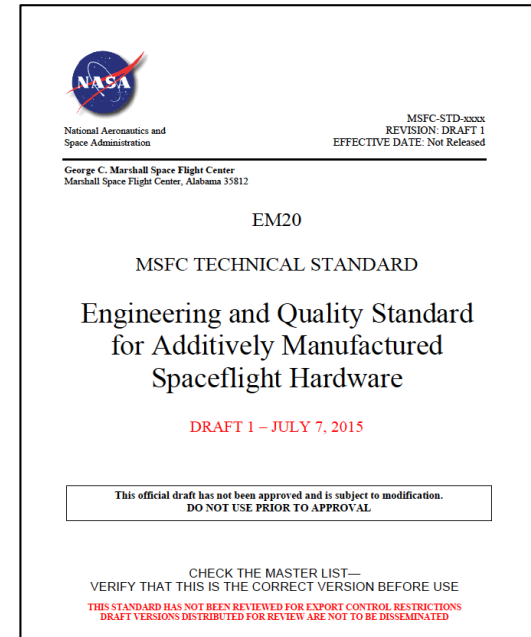 NASA
National Aeronautics and
Space Administration
MSFC-STD-xxxx
REVISION: DRAFT 1
EFFECTIVE DATE: Not Released
George C. Marshall Space Flight Center
Marshall Space Flight Center, Alabama 35812
EM20
MSFC TECHNICAL STANDARD
Engineering and Quality Standard
for Additively Manufactured
Spaceflight Hardware
DRAFT 1 – JULY 7, 2015
This official draft has not been approved and is subject to modification.
DO NOT USE PRIOR TO APPROVAL
CHECK THE MASTER LIST—
VERIFY THAT THIS IS THE CORRECT VERSION BEFORE USE
THIS STANDARD HAS NOT BEEN REVIEWED FOR EXPORT CONTROL RESTRICTIONS
DRAFT VERSIONS DISTRIBUTED FOR REVIEW ARE NOT TO BE DISSEMINATED